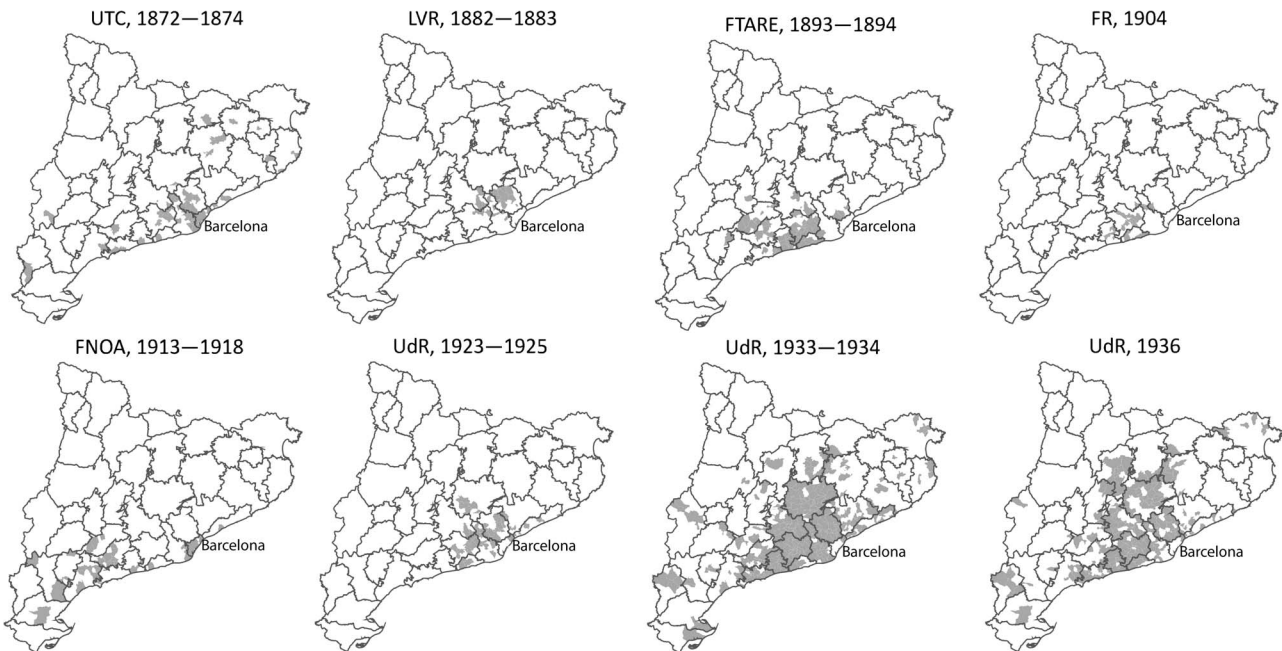 UTC, 1872—1874
LVR, 1882—1883
FTARE, 1893—1894
FR, 1904
Barcelona
Barcelona
Barcelona
Barcelona
FNOA, 1913—1918
UdR, 1923—1925
UdR, 1933—1934
UdR, 1936
Barcelona
Barcelona
Barcelona
Barcelona